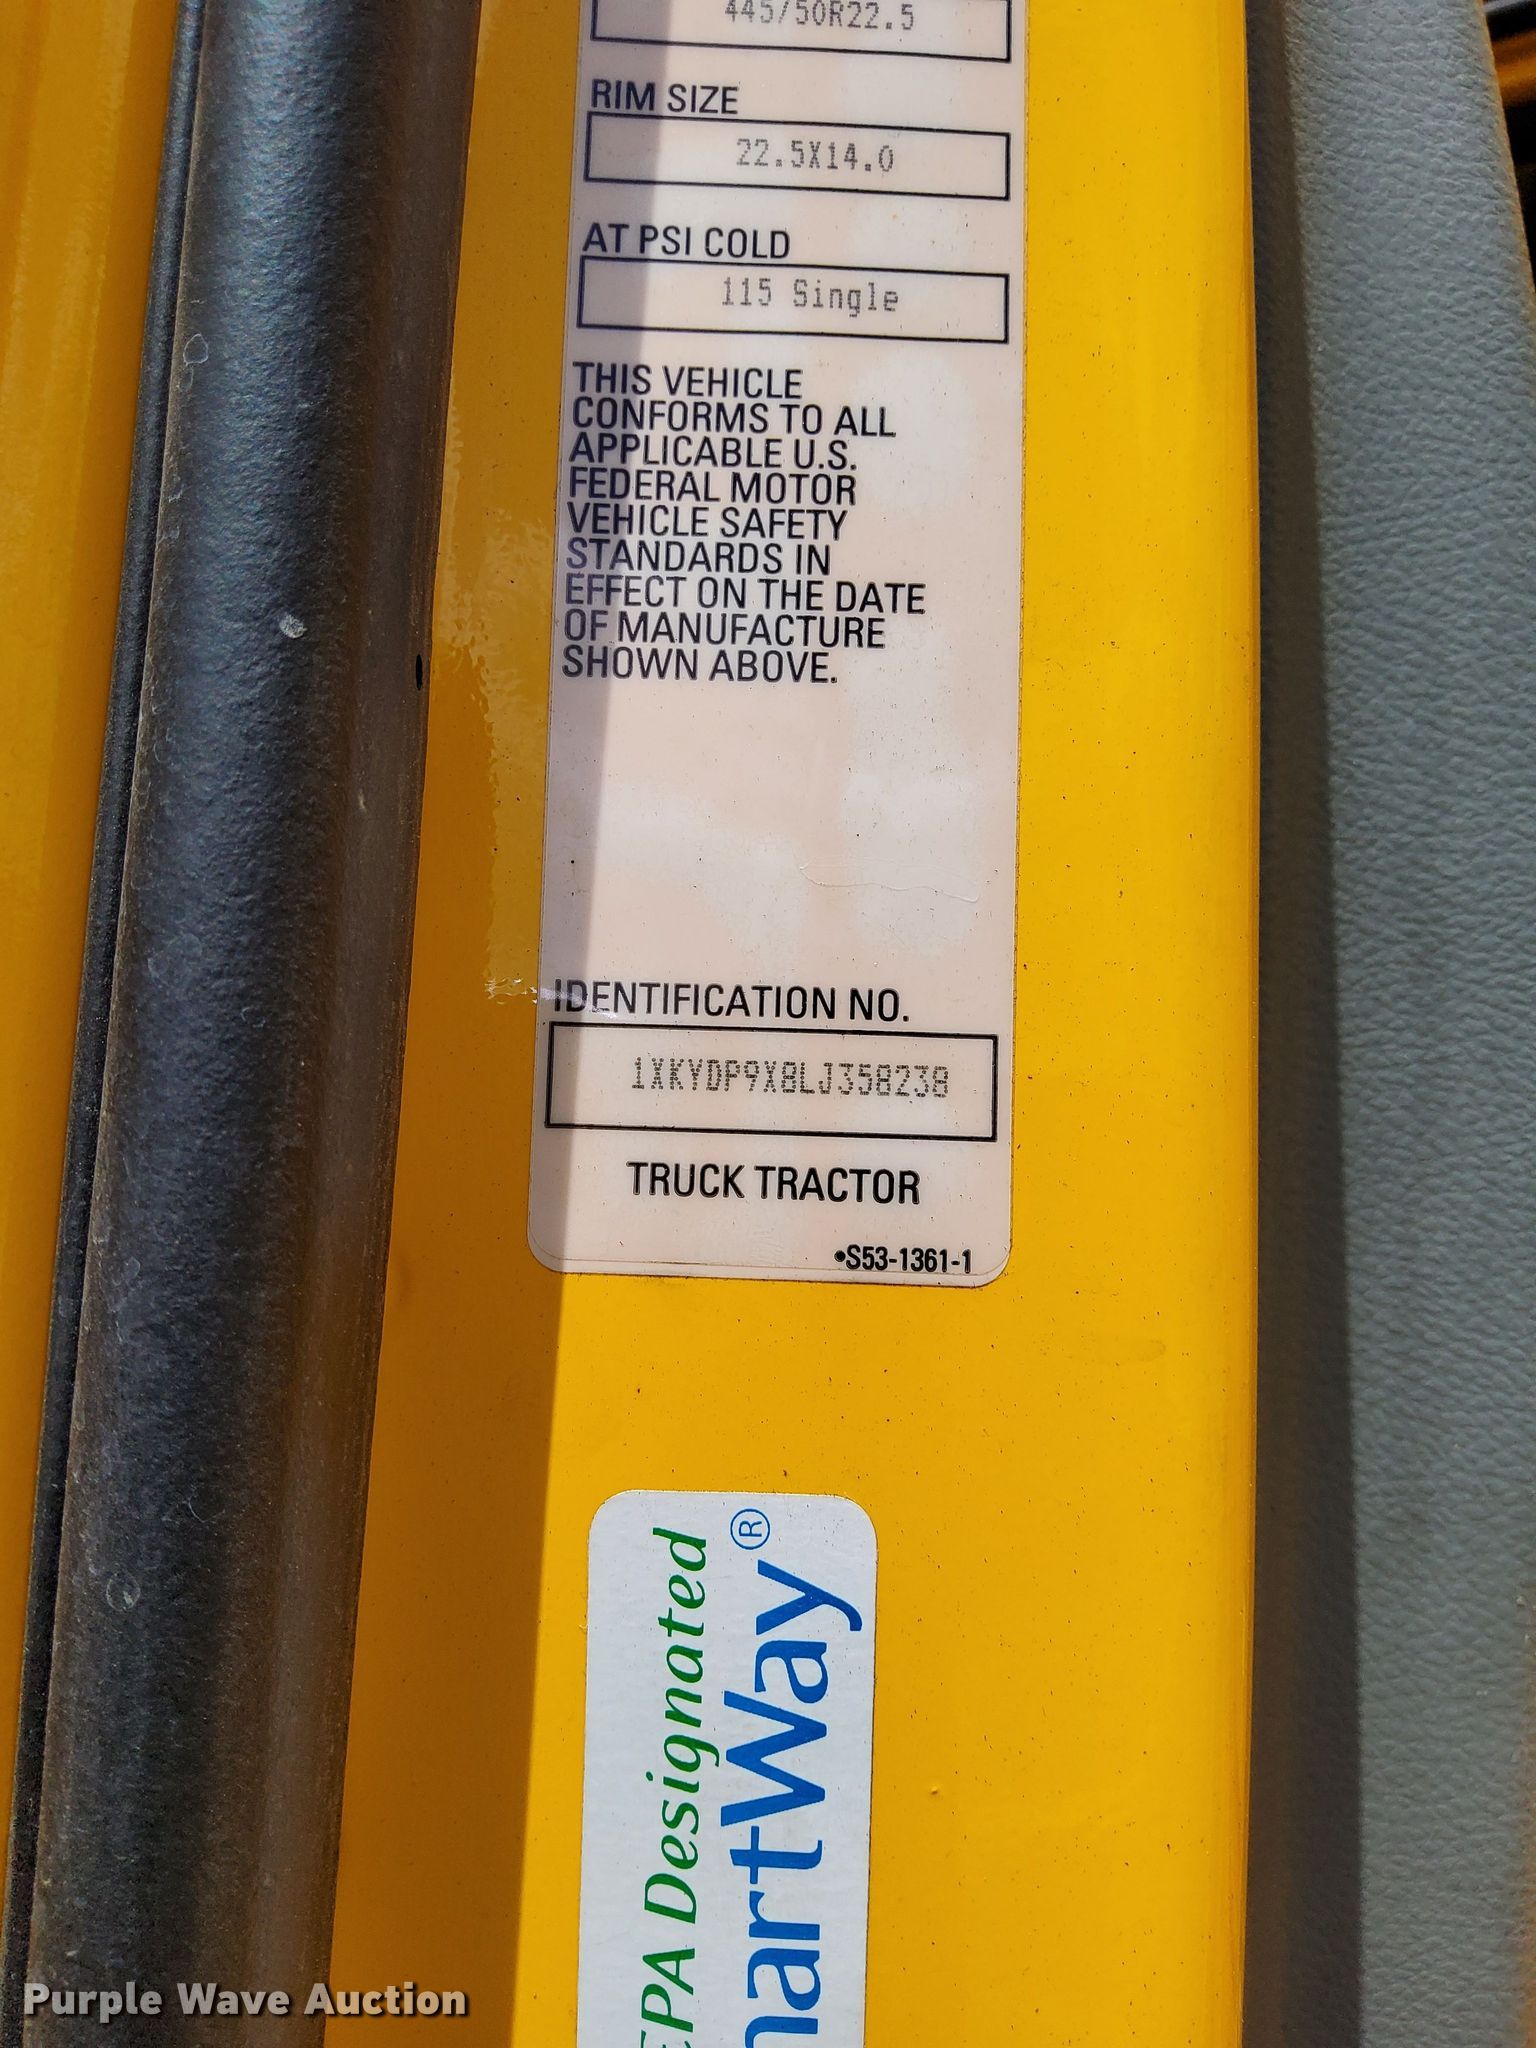 445/50R22.5
RIM SIZE
22.5X14.0
AT PSI COLD
115 Single
THIS VEHICLE
CONFORMS TO ALL
APPLICABLE U.S.
FEDERAL MOTOR
VEHICLE SAFETY
STANDARDS IN
EFFECT ON THE DATE
OF MANUFACTURE
SHOWN ABOVE.
IDENTIFICATION NO.
1XKYDP9X8LJ358238
TRUCK TRACTOR
•S53-1361-1
EPA Designated
martWay®
Purple Wave Auction